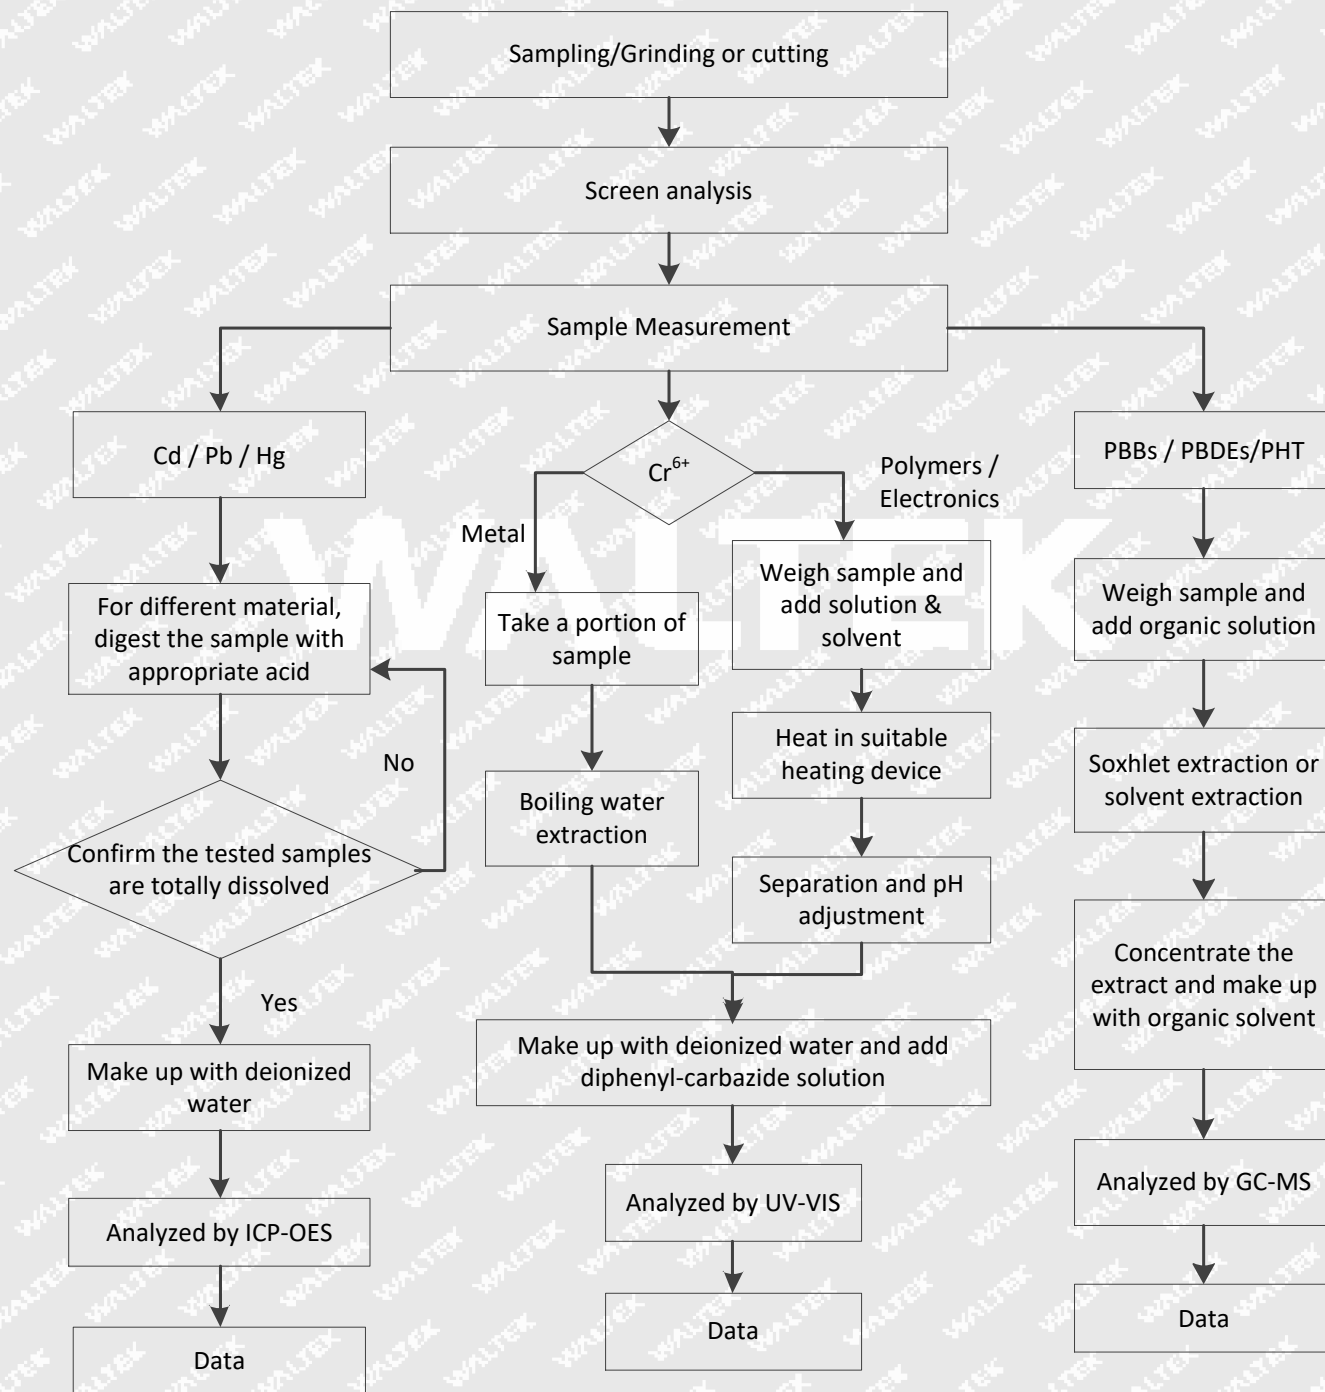 Sampling/Grinding or cutting
Screen analysis
Sample Measurement
Cd / Pb / Hg
For different material,
digest the sample with
appropriate acid
No
Confirm the tested samples
are totally dissolved
Yes
Make up with deionized
water
Analyzed by ICP-OES
Data
Cr6+
Metal
Take a portion of
sample
Boiling water
extraction
Polymers /
Electronics
Weigh sample and
add solution &
solvent
Heat in suitable
heating device
Separation and pH
adjustment
Make up with deionized water and add
diphenyl-carbazide solution
Analyzed by UV-VIS
Data
PBBs / PBDEs/PHT
Weigh sample and
add organic solution
Soxhlet extraction or
solvent extraction
Concentrate the
extract and make up
with organic solvent
Analyzed by GC-MS
Data
WALTEK